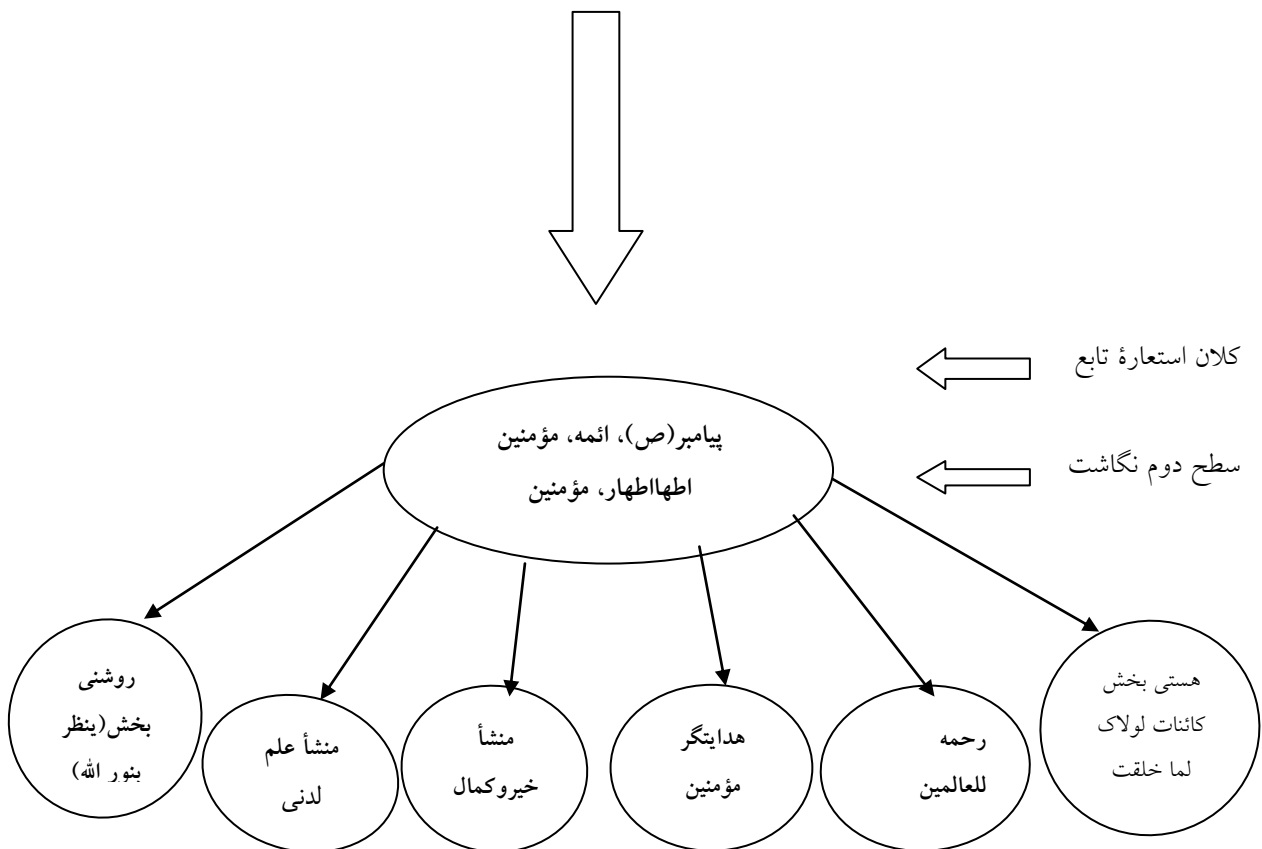 کلان استعارۀ تابع
پیامبر(ص)، ائمه، مؤمنین
اطهااطهار، مؤمنین
سطح دوم نگاشت
هستی بخش
کائنات لولاک
لما خلقت
رحمه
للعالمین
هدایتگر
مؤمنین
منشأ
خیروکمال
منشأ علم
لدنی
روشنی
بخش(ینظر
بنور الله)